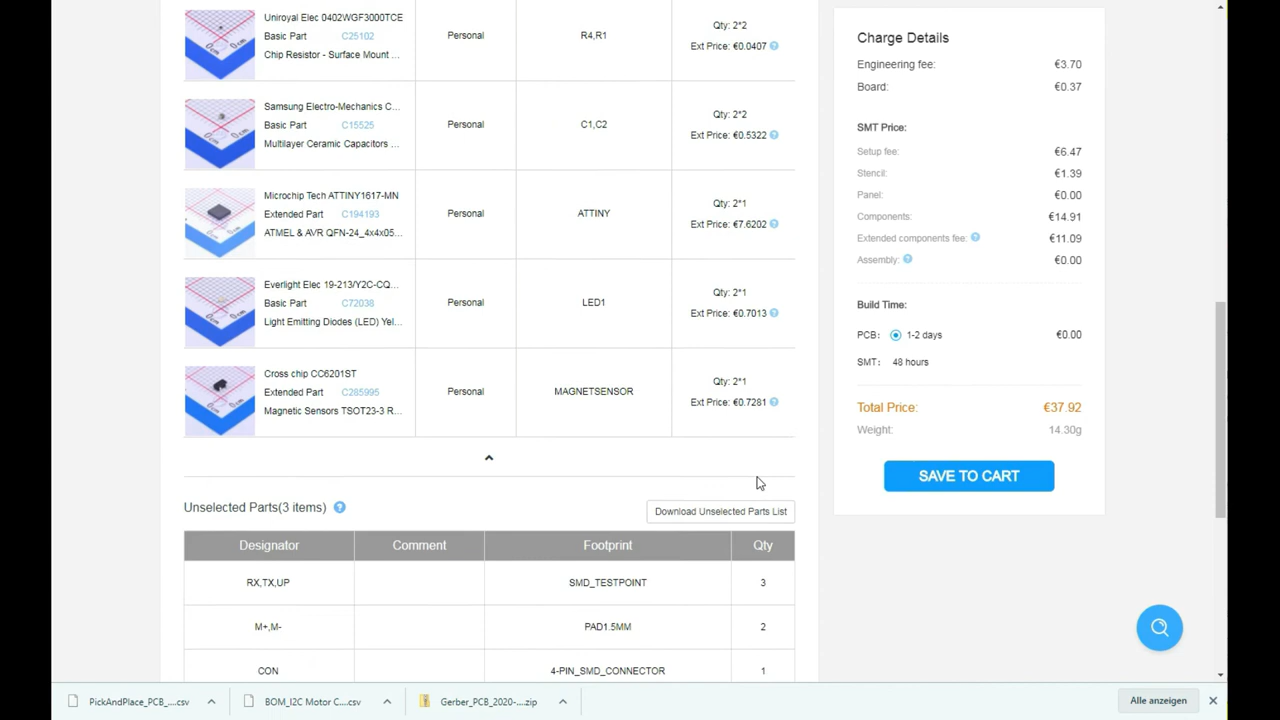 Uniroyal Elec 0402WGF3000TCE
Basic Part C25102
Chip Resistor - Surface Mount ...
Personal
R4,R1
Qty: 2*2
Ext Price: €0.0407
Samsung Electro-Mechanics C...
Basic Part C15525
Multilayer Ceramic Capacitors ...
Personal
C1,C2
Qty: 2*2
Ext Price: €0.5322
Microchip Tech ATTINY1617-MN
Extended Part C194193
ATMEL & AVR QFN-24_4x4x05...
Personal
ATTINY
Qty: 2*1
Ext Price: €7.6202
Everlight Elec 19-213/Y2C-CQ...
Basic Part C72038
Light Emitting Diodes (LED) Yel...
Personal
LED1
Qty: 2*1
Ext Price: €0.7013
Cross chip CC6201ST
Extended Part C285995
Magnetic Sensors TSOT23-3 R...
Personal
MAGNETSENSOR
Qty: 2*1
Ext Price: €0.7281
Unselected Parts(3 items)
Download Unselected Parts List
Designator Comment Footprint Qty
RX,TX,UP SMD_TESTPOINT 3
M+,M- PAD1.5MM 2
CON 4-PIN_SMD_CONNECTOR 1
Charge Details
Engineering fee: €3.70
Board: €0.37
SMT Price:
Setup fee: €6.47
Stencil: €1.39
Panel: €0.00
Components: €14.91
Extended components fee: €11.09
Assembly: €0.00
Build Time:
PCB: 1-2 days €0.00
SMT: 48 hours
Total Price: €37.92
Weight: 14.30g
SAVE TO CART
PickAndPlace_PCB_....csv
BOM_I2C Motor C....csv
Gerber_PCB_2020-....zip
Alle anzeigen